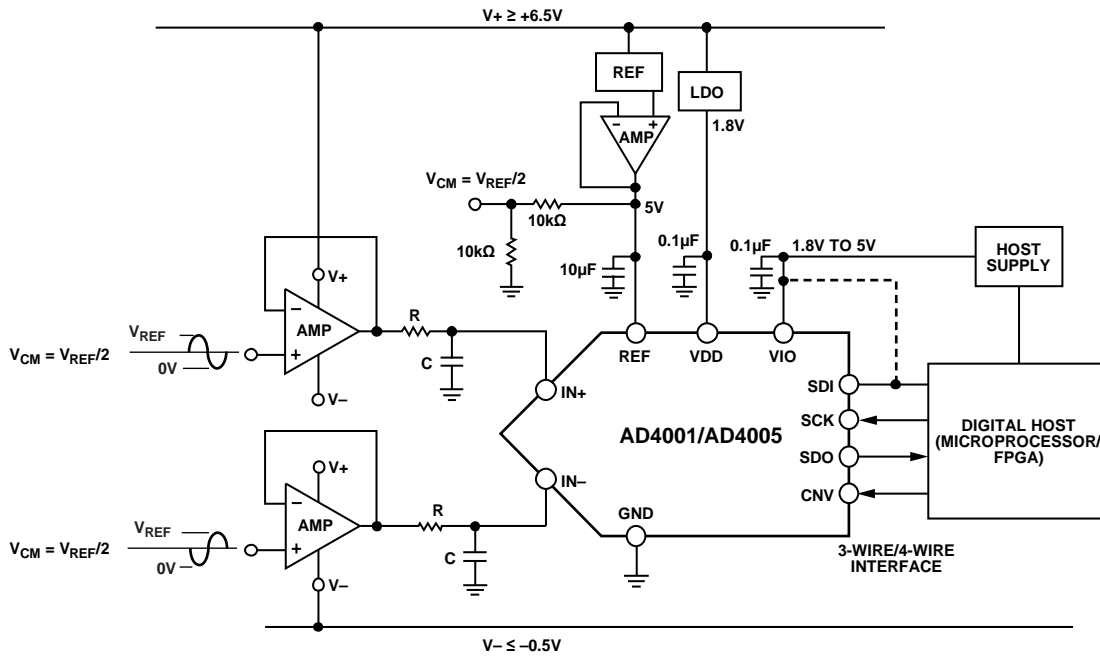 V+ ≥ +6.5V
REF
LDO
1.8V
AMP
– +
V_CM = V_REF/2
10kΩ
5V
10kΩ
10µF
0.1µF
0.1µF
1.8V TO 5V
HOST
SUPPLY
V+
–
AMP
+
V–
R
C
V_REF
V_CM = V_REF/2
0V
REF
VDD
VIO
IN+
AD4001/AD4005
IN–
GND
SDI
SCK
SDO
CNV
DIGITAL HOST
(MICROPROCESSOR/
FPGA)
3-WIRE/4-WIRE
INTERFACE
V+
–
AMP
+
V–
R
C
V_REF
V_CM = V_REF/2
0V
V– ≤ –0.5V